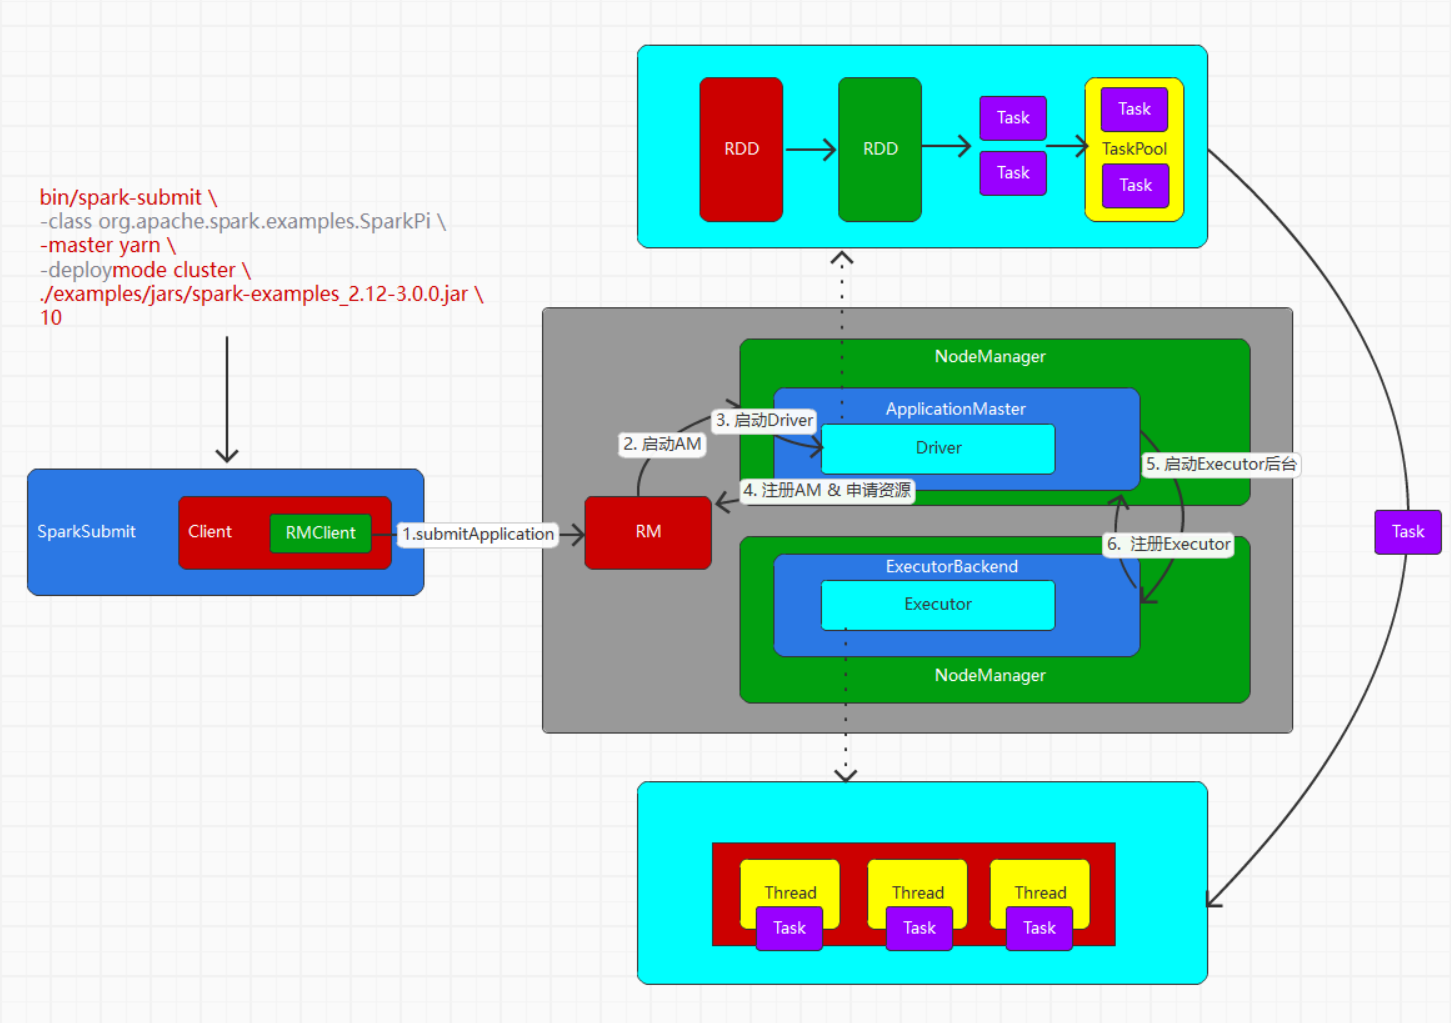 bin/spark-submit \
-class org.apache.spark.examples.SparkPi \
-master yarn \
-deploymode cluster \
./examples/jars/spark-examples_2.12-3.0.0.jar \
10
SparkSubmit
Client
RMClient
1.submitApplication
RM
2. 启动AM
3. 启动Driver
4. 注册AM & 申请资源
5. 启动Executor后台
6. 注册Executor
NodeManager
ApplicationMaster
Driver
ExecutorBackend
Executor
NodeManager
RDD
RDD
Task
Task
Task
TaskPool
Task
Task
Thread
Task
Thread
Task
Thread
Task